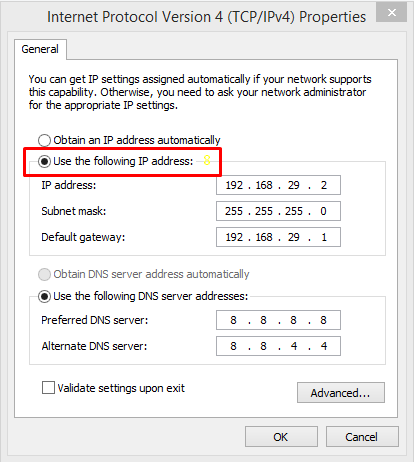 Internet Protocol Version 4 (TCP/IPv4) Properties
General
You can get IP settings assigned automatically if your network supports
this capability. Otherwise, you need to ask your network administrator
for the appropriate IP settings.
Obtain an IP address automatically
Use the following IP address:
IP address: 192 . 168 . 29 . 2
Subnet mask: 255 . 255 . 255 . 0
Default gateway: 192 . 168 . 29 . 1
Obtain DNS server address automatically
Use the following DNS server addresses:
Preferred DNS server: 8 . 8 . 8 . 8
Alternate DNS server: 8 . 8 . 4 . 4
Validate settings upon exit
Advanced...
OK Cancel